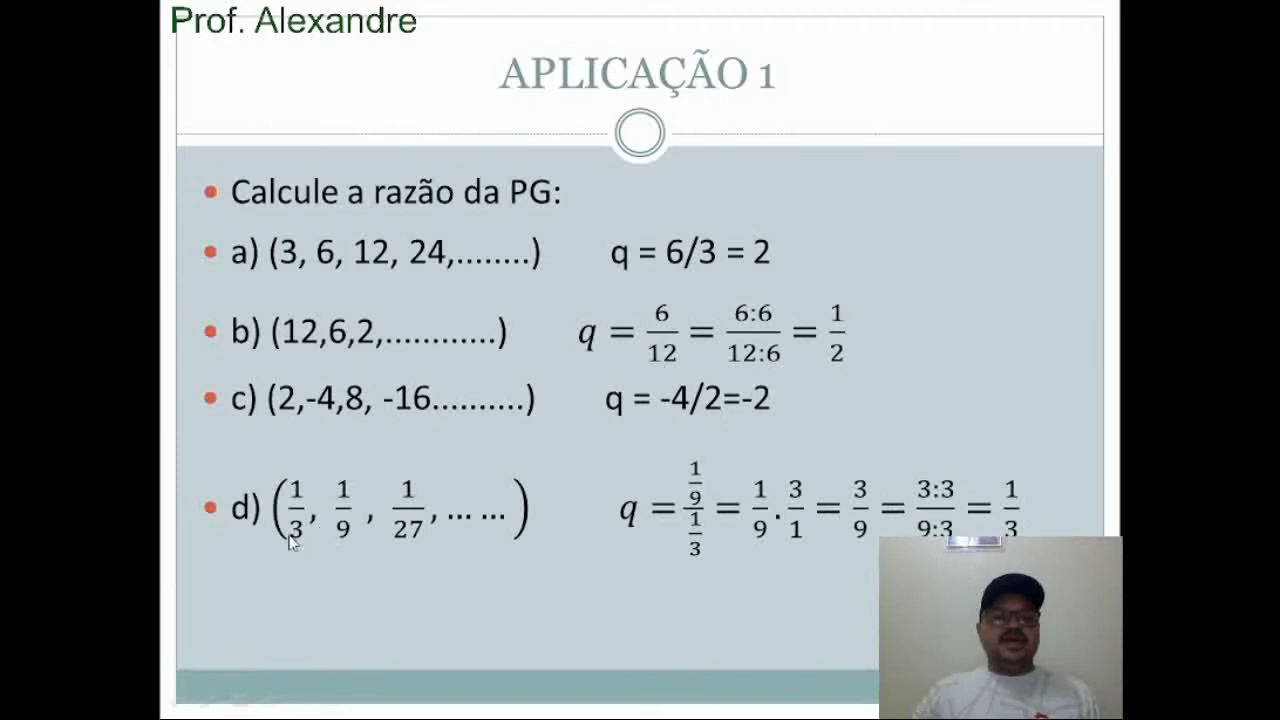 Prof. Alexandre
APLICAÇÃO 1
• Calcule a razão da PG:
• a) (3, 6, 12, 24,........) q = 6/3 = 2
• b) (12,6,2,............) q = 6/12 = 6:6/12:6 = 1/2
• c) (2,-4,8, -16..........) q = -4/2=-2
• d) (1/3, 1/9 , 1/27, ... ... ) q = (1/9)/(1/3) = 1/9 . 3/1 = 3/9 = 3:3/9:3 = 1/3